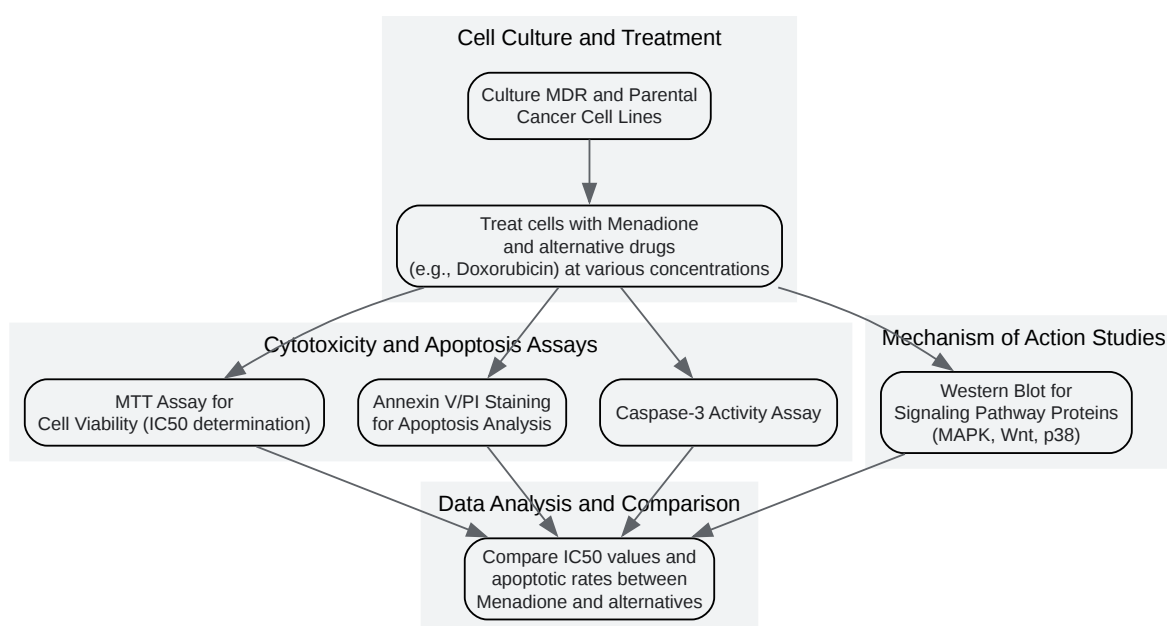 Cell Culture and Treatment
Culture MDR and Parental
Cancer Cell Lines
Treat cells with Menadione
and alternative drugs
(e.g., Doxorubicin) at various concentrations
Cytotoxicity and Apoptosis Assays
MTT Assay for
Cell Viability (IC50 determination)
Annexin V/PI Staining
for Apoptosis Analysis
Caspase-3 Activity Assay
Mechanism of Action Studies
Western Blot for
Signaling Pathway Proteins
(MAPK, Wnt, p38)
Data Analysis and Comparison
Compare IC50 values and
apoptotic rates between
Menadione and alternatives